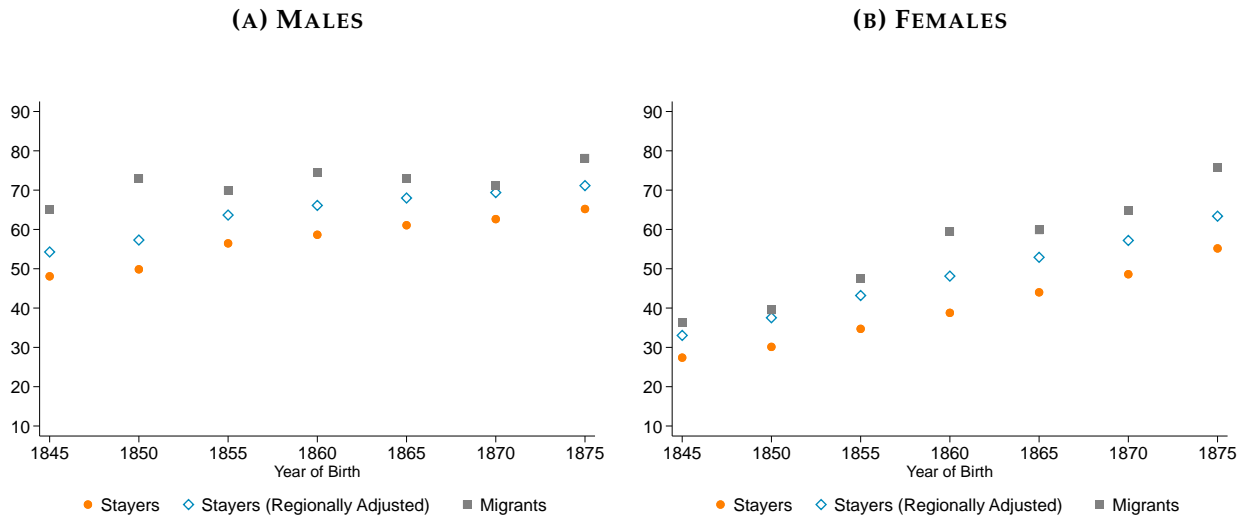 (A) MALES
90
80
70
60
50
40
30
20
10
1845 1850 1855 1860 1865 1870 1875
Year of Birth
Stayers Stayers (Regionally Adjusted) Migrants
(B) FEMALES
90
80
70
60
50
40
30
20
10
1845 1850 1855 1860 1865 1870 1875
Year of Birth
Stayers Stayers (Regionally Adjusted) Migrants